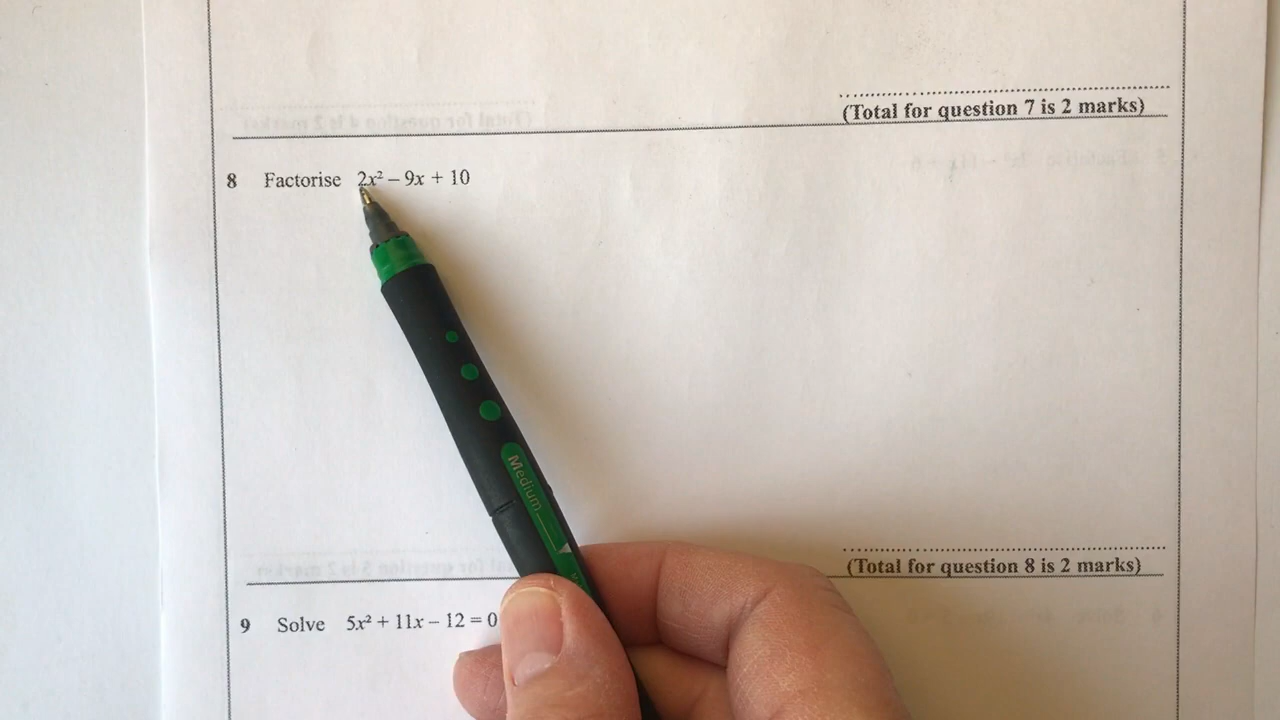 (Total for question 7 is 2 marks)
8 Factorise 2x² – 9x + 10
Medium
(Total for question 8 is 2 marks)
9 Solve 5x² + 11x – 12 = 0